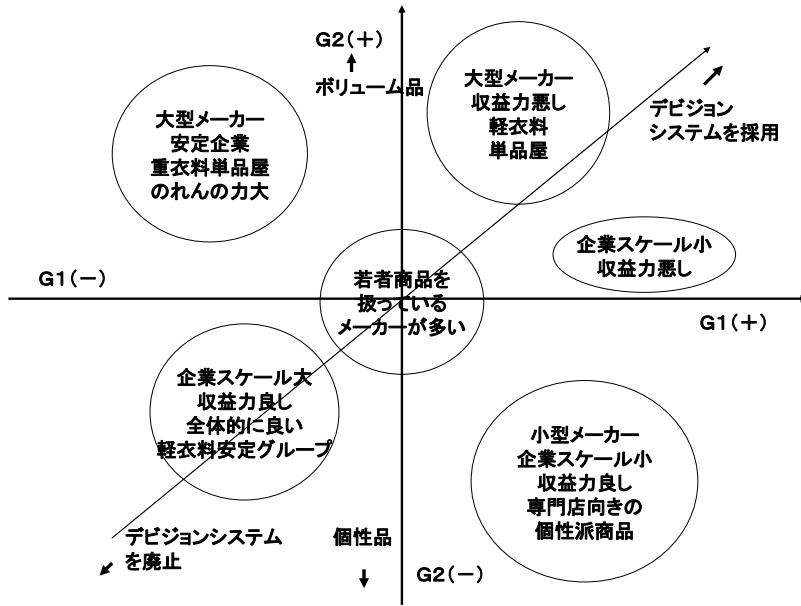 G2(＋)
ボリューム品
大型メーカー
安定企業
重衣料単品屋
のれんの力大
大型メーカー
収益力悪し
軽衣料
単品屋
デビジョン
システムを採用
企業スケール小
収益力悪し
G1(－)
若者商品を
扱っている
メーカーが多い
G1(＋)
企業スケール大
収益力良し
全体的に良い
軽衣料安定グループ
小型メーカー
企業スケール小
収益力良し
専門店向きの
個性派商品
デビジョンシステム
を廃止
個性品
G2(－)